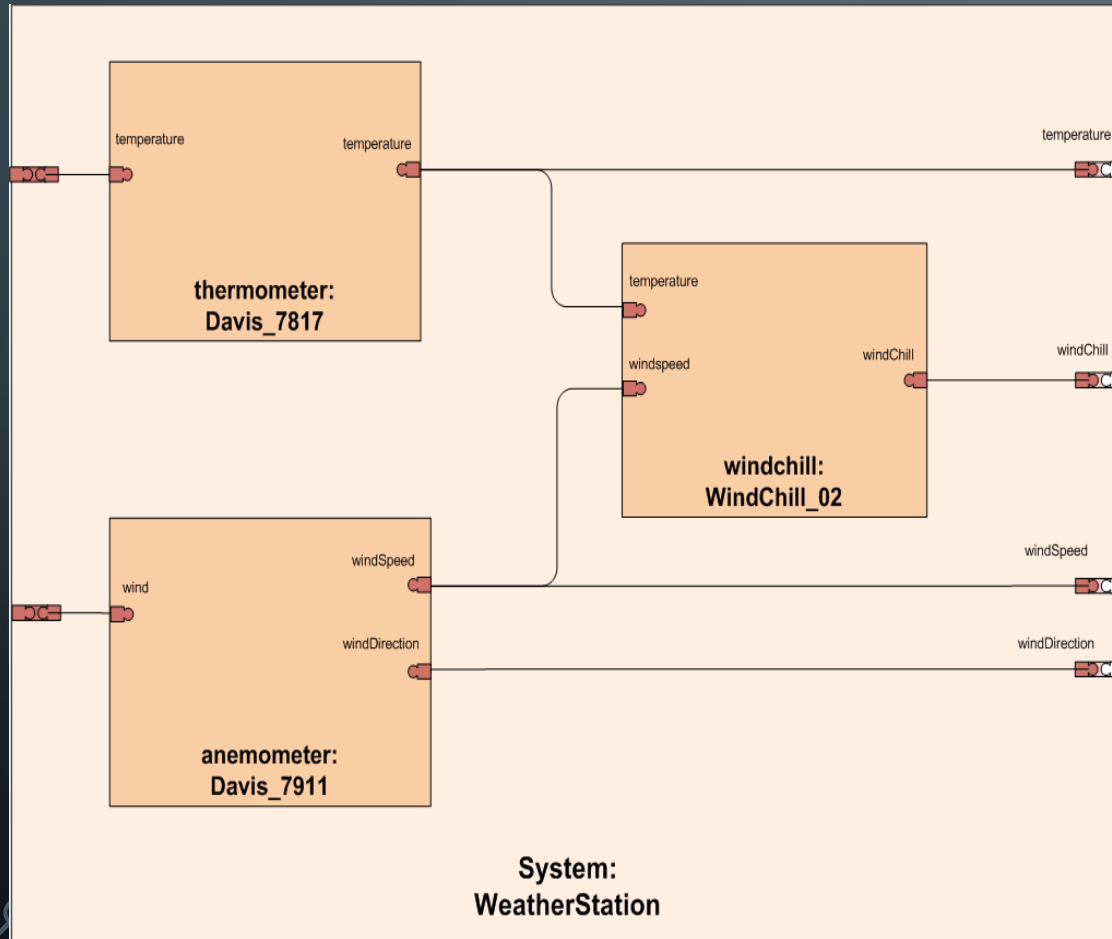 temperature
temperature
thermometer:
Davis_7817
temperature
temperature
windspeed
windChill
windchill:
WindChill_02
windChill
wind
windSpeed
windDirection
anemometer:
Davis_7911
windSpeed
windDirection
System:
WeatherStation